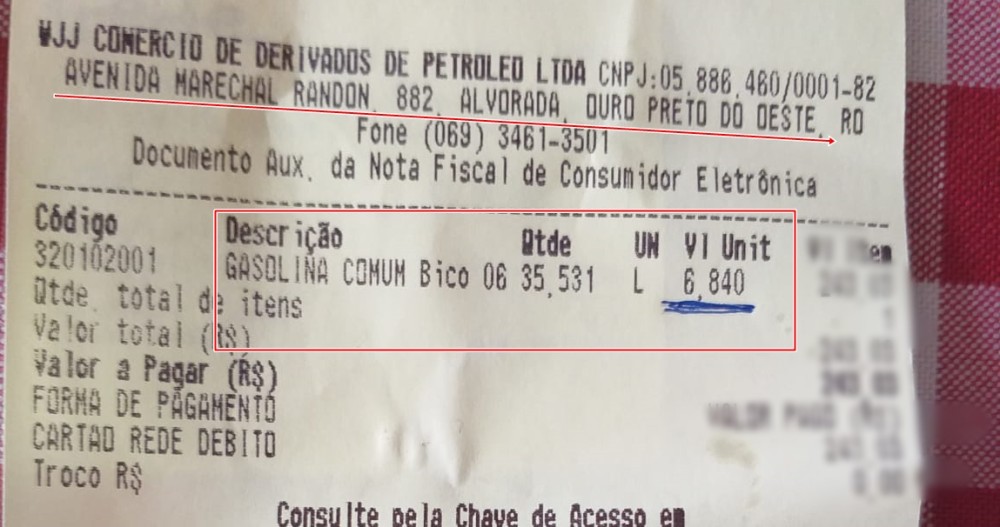 WJJ COMERCIO DE DERIVADOS DE PETROLEO LTDA CNPJ:05.886.460/0001-82
AVENIDA MARECHAL RANDON, 882, ALVORADA, OURO PRETO DO OESTE, RO
Fone (069) 3461-3501
Documento Aux. da Nota Fiscal de Consumidor Eletrônica
Código Descrição Qtde UN Vl Unit
320102001 GASOLINA COMUM Bico 06 35,531 L 6,840
Qtde. total de itens
Valor total (R$)
Valor a Pagar (R$)
FORMA DE PAGAMENTO
CARTAO REDE DEBITO
Troco R$
Consulte pela Chave de Acesso em